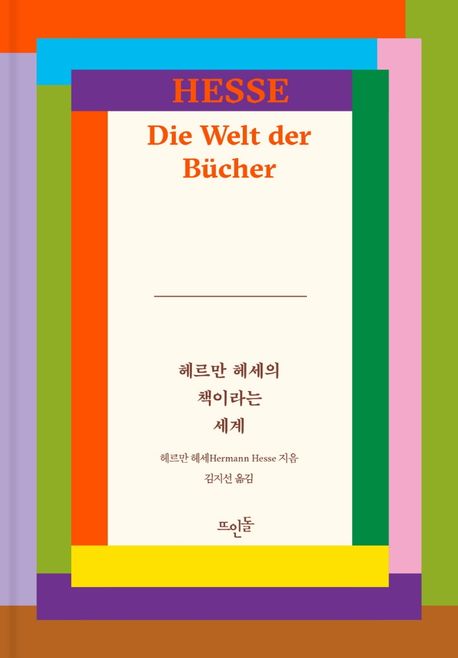 HESSE
Die Welt der
Bücher
헤르만 헤세의
책이라는
세계
헤르만 헤세Hermann Hesse 지음
김지선 옮김
뜨인돌